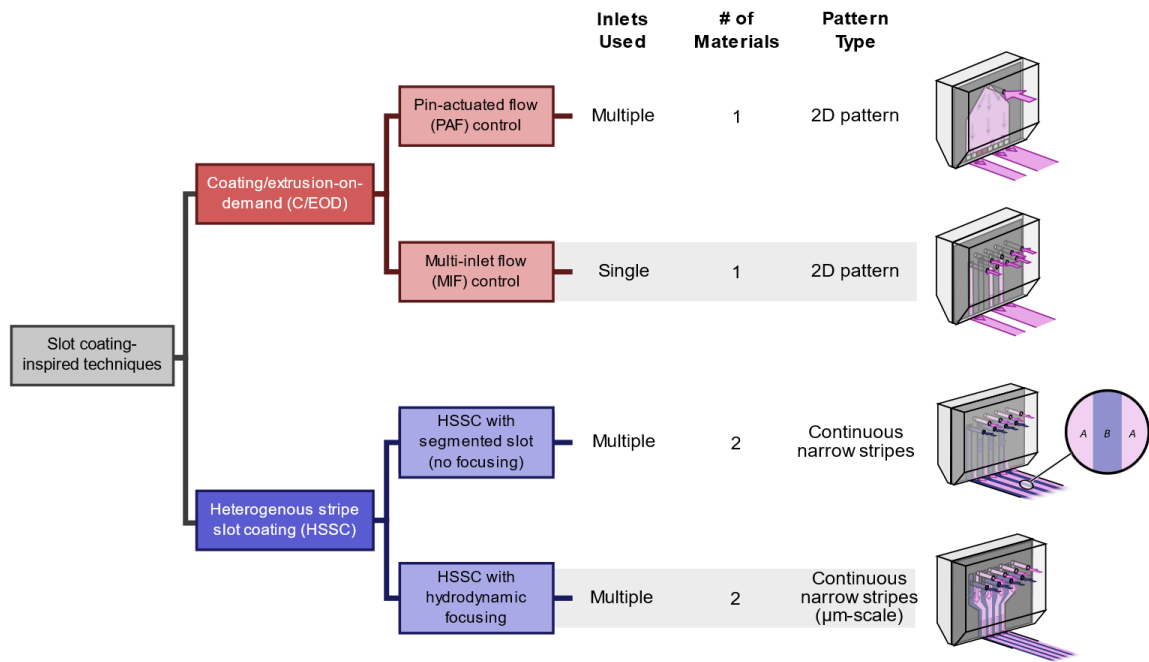 Inlets
Used
# of
Materials
Pattern
Type
Pin-actuated flow
(PAF) control
Multiple
1
2D pattern
Coating/extrusion-on-
demand (C/EOD)
Multi-inlet flow
(MIF) control
Single
1
2D pattern
Slot coating-
inspired techniques
HSSC with
segmented slot
(no focusing)
Multiple
2
Continuous
narrow stripes
A B A
Heterogenous stripe
slot coating (HSSC)
HSSC with
hydrodynamic
focusing
Multiple
2
Continuous
narrow stripes
(µm-scale)